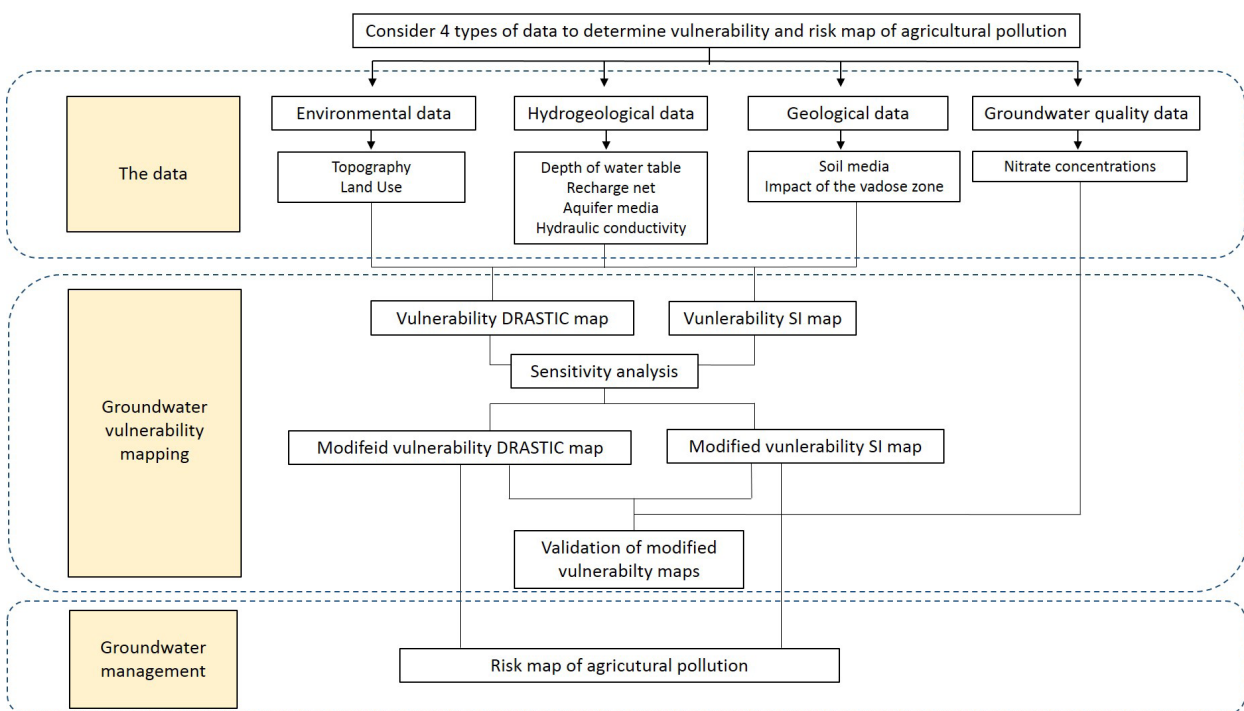 Consider 4 types of data to determine vulnerability and risk map of agricultural pollution
The data
Environmental data
Hydrogeological data
Geological data
Groundwater quality data
Topography
Land Use
Depth of water table
Recharge net
Aquifer media
Hydraulic conductivity
Soil media
Impact of the vadose zone
Nitrate concentrations
Groundwater
vulnerability
mapping
Vulnerability DRASTIC map
Vunlerability SI map
Sensitivity analysis
Modifeid vulnerability DRASTIC map
Modified vunlerability SI map
Validation of modified
vulnerabilty maps
Groundwater
management
Risk map of agricutural pollution